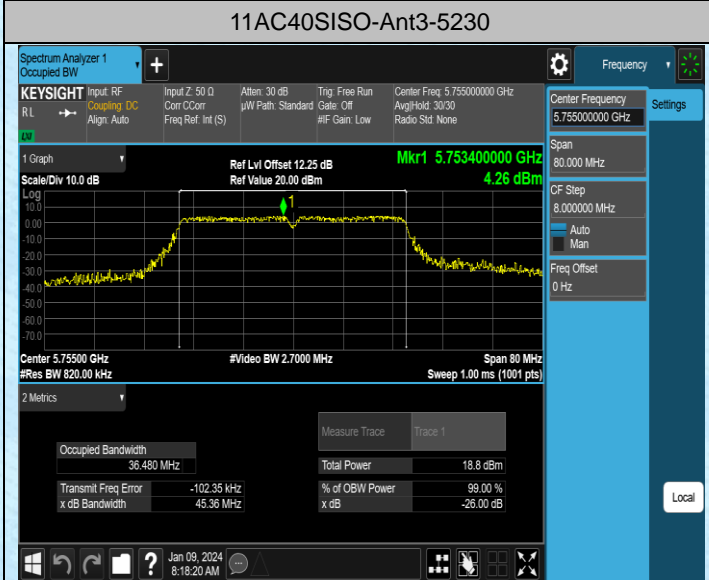 11AC40SISO-Ant3-5230
Spectrum Analyzer 1
Occupied BW
Frequency
KEYSIGHT
RL
LXI
Input: RF
Coupling: DC
Align: Auto
Input Z: 50 Ω
Corr CCorr
Freq Ref: Int (S)
Atten: 30 dB
µW Path: Standard
Trig: Free Run
Gate: Off
#IF Gain: Low
Center Freq: 5.755000000 GHz
Avg|Hold: 30/30
Radio Std: None
Center Frequency
5.755000000 GHz
Settings
Span
80.000 MHz
CF Step
8.000000 MHz
Auto
Man
Freq Offset
0 Hz
1 Graph
Scale/Div 10.0 dB
Ref Lvl Offset 12.25 dB
Ref Value 20.00 dBm
Mkr1 5.753400000 GHz
4.26 dBm
Log
1
10.0
0.00
-10.0
-20.0
-30.0
-40.0
-50.0
-60.0
-70.0
Center 5.75500 GHz
#Res BW 820.00 kHz
#Video BW 2.7000 MHz
Span 80 MHz
Sweep 1.00 ms (1001 pts)
2 Metrics
Measure Trace Trace 1
Occupied Bandwidth
36.480 MHz
Total Power 18.8 dBm
Transmit Freq Error -102.35 kHz
% of OBW Power 99.00 %
x dB Bandwidth 45.36 MHz
x dB -26.00 dB
Local
Jan 09, 2024
8:18:20 AM